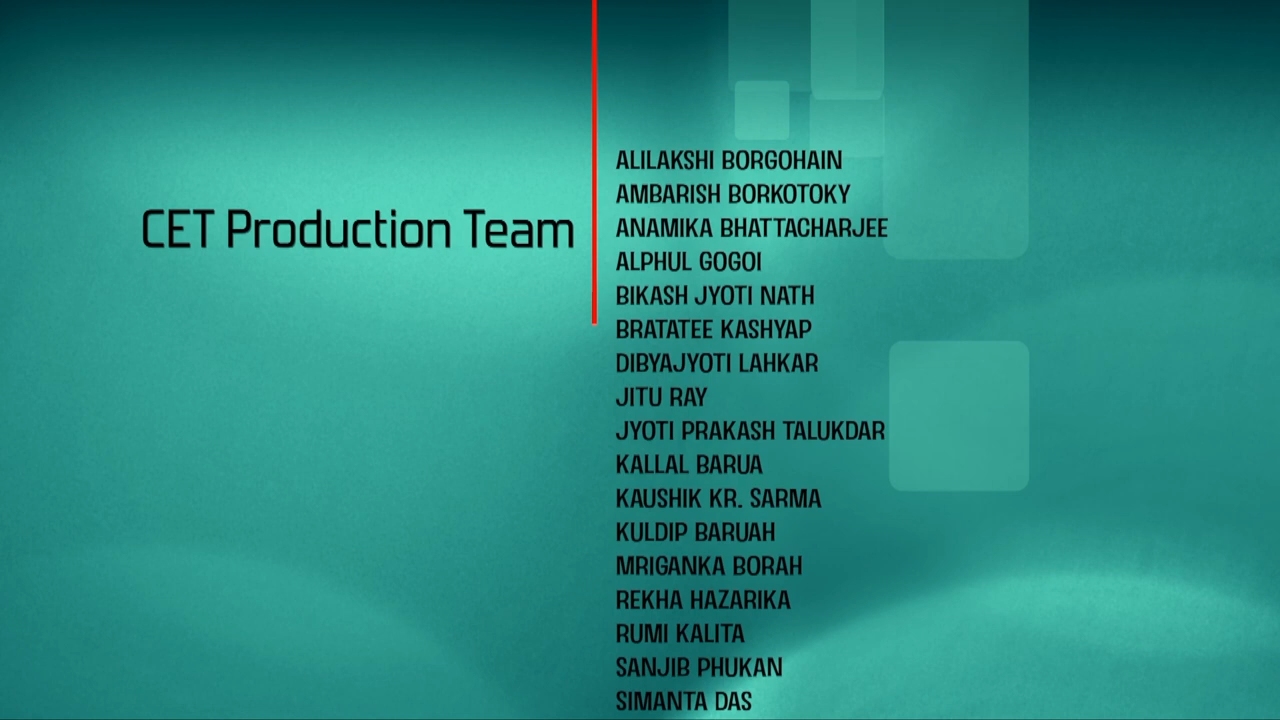 CET Production Team
ALILAKSHI BORGOHAIN
AMBARISH BORKOTOKY
ANAMIKA BHATTACHARJEE
ALPHUL GOGOI
BIKASH JYOTI NATH
BRATATEE KASHYAP
DIBYAJYOTI LAHKAR
JITU RAY
JYOTI PRAKASH TALUKDAR
KALLAL BARUA
KAUSHIK KR. SARMA
KULDIP BARUAH
MRIGANKA BORAH
REKHA HAZARIKA
RUMI KALITA
SANJIB PHUKAN
SIMANTA DAS